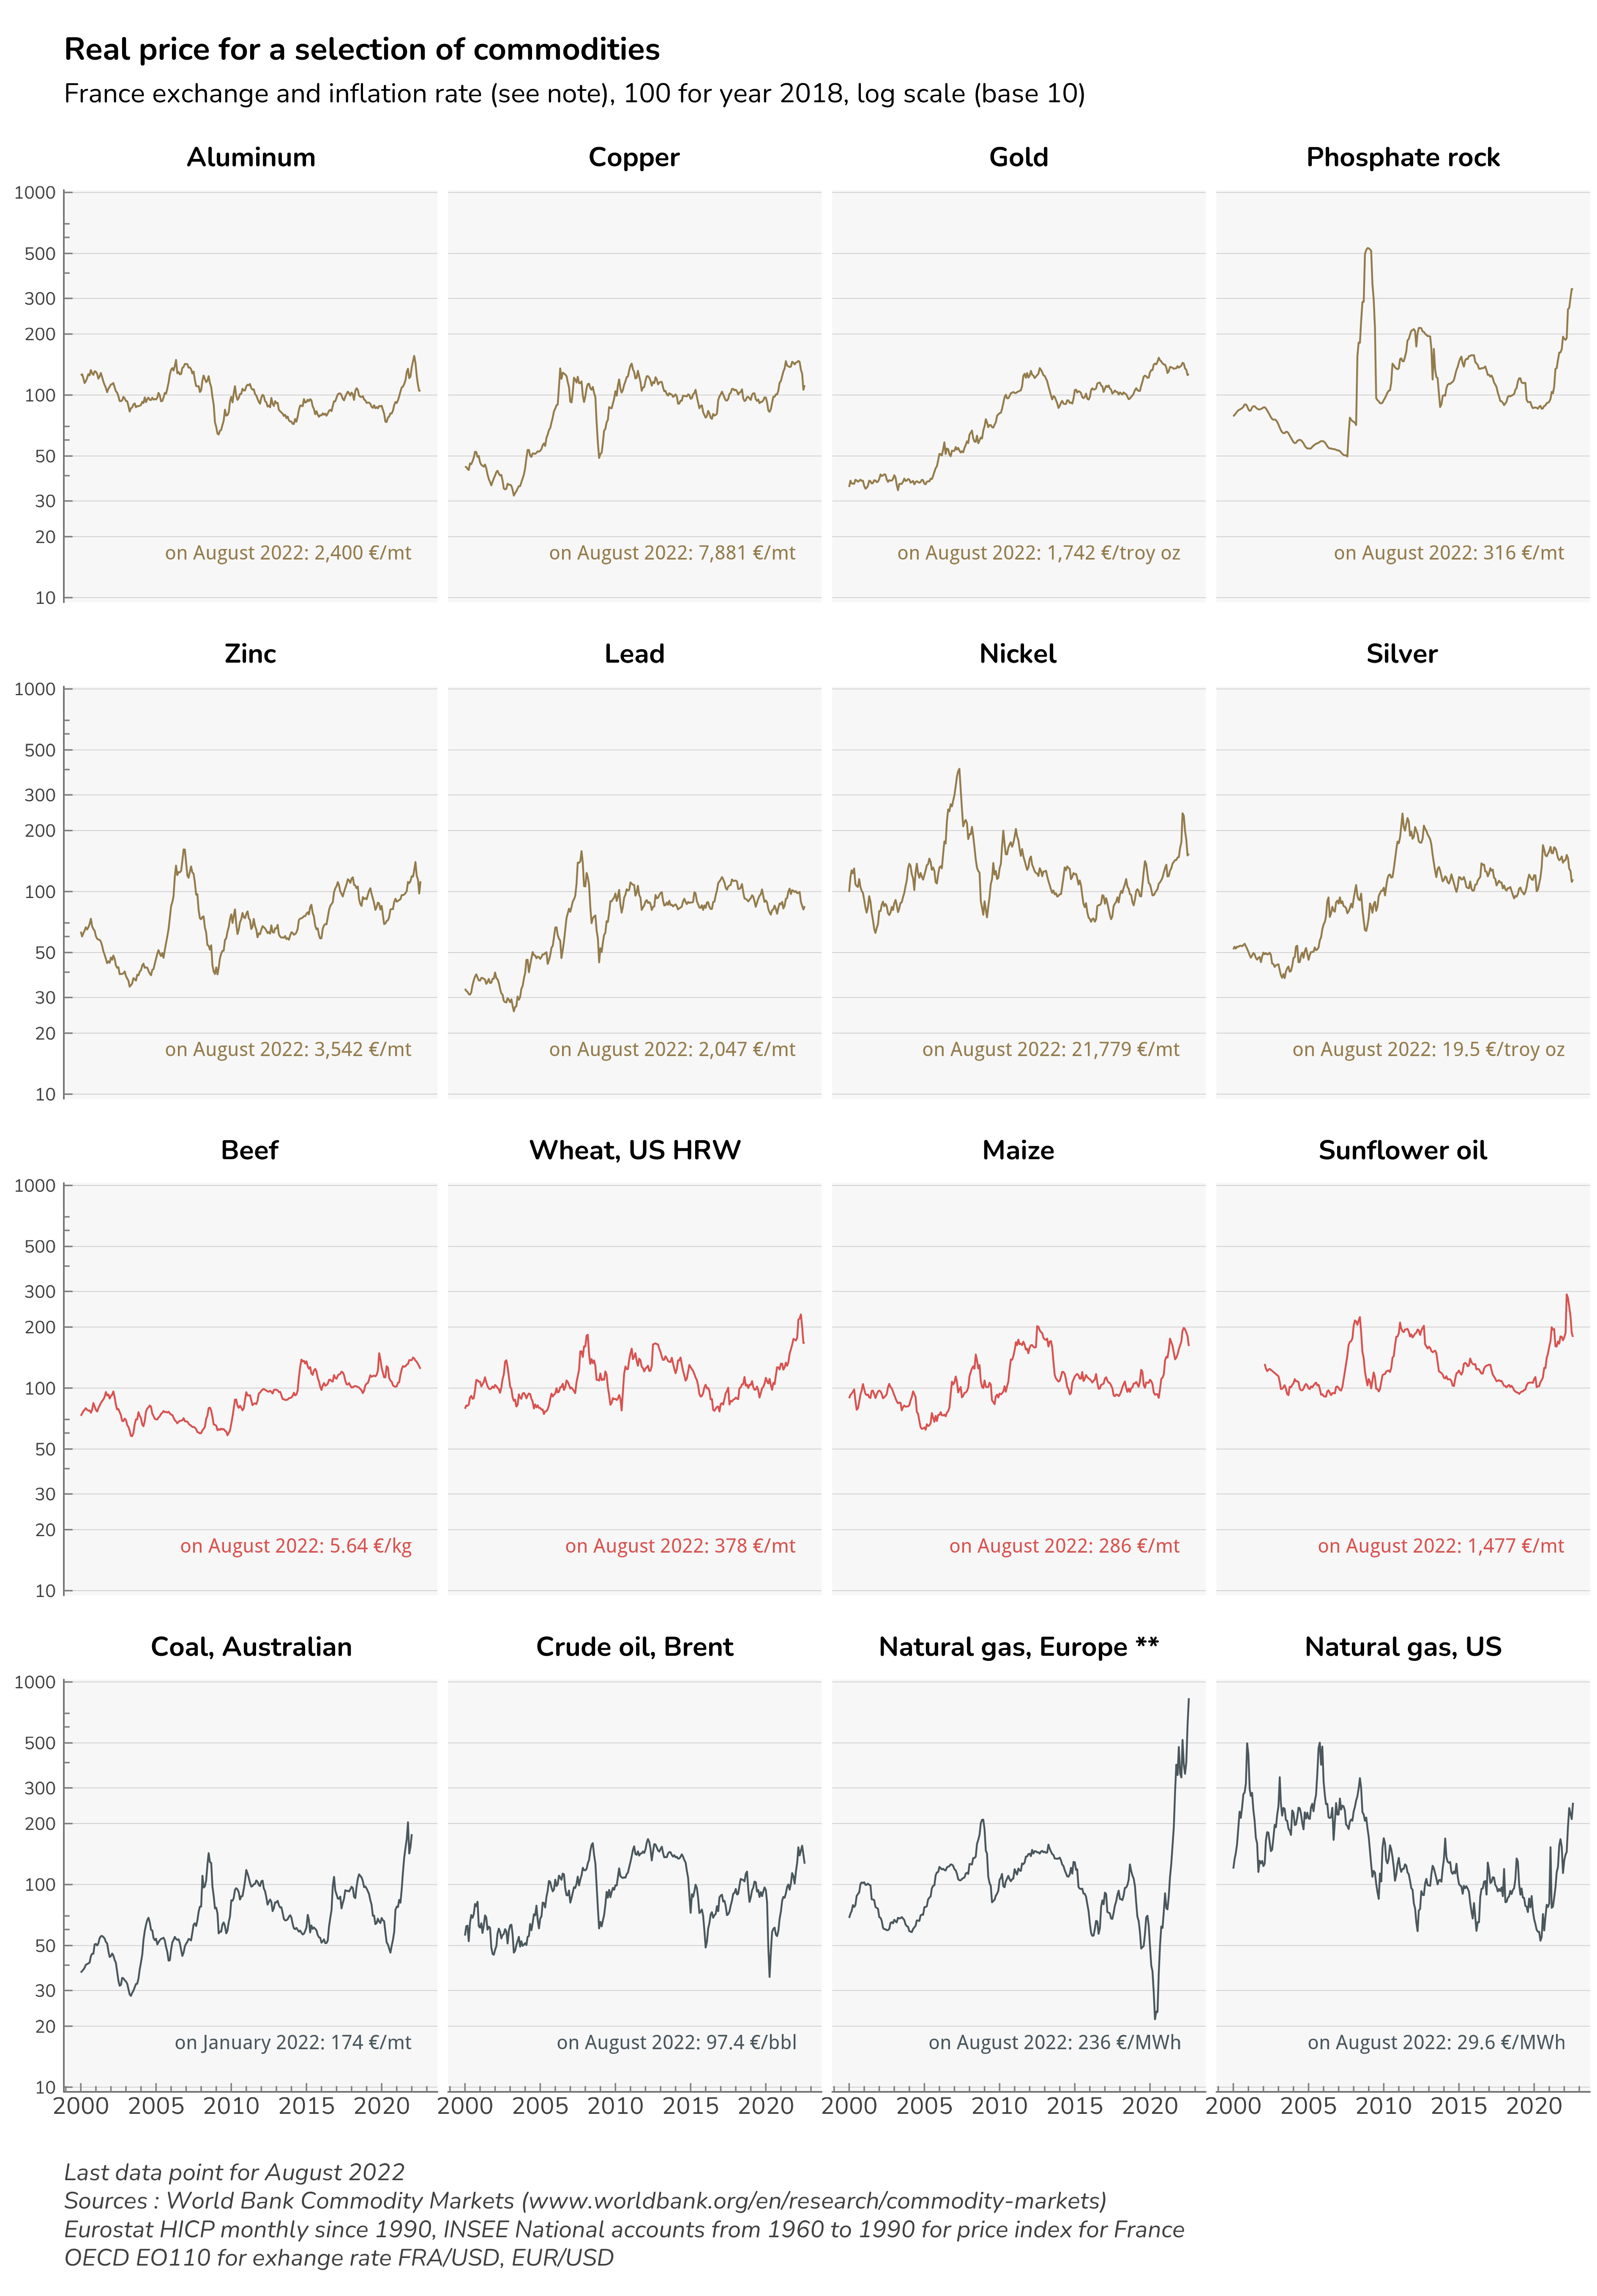 Real price for a selection of commodities
France exchange and inflation rate (see note), 100 for year 2018, log scale (base 10)
Aluminum Copper Gold Phosphate rock
1000
500
300
200
100
50
30
20
on August 2022: 2,400 €/mt on August 2022: 7,881 €/mt on August 2022: 1,742 €/troy oz on August 2022: 316 €/mt
10
Zinc Lead Nickel Silver
1000
500
300
200
100
50
30
20
on August 2022: 3,542 €/mt on August 2022: 2,047 €/mt on August 2022: 21,779 €/mt on August 2022: 19.5 €/troy oz
10
Beef Wheat, US HRW Maize Sunflower oil
1000
500
300
200
100
50
30
20
on August 2022: 5.64 €/kg on August 2022: 378 €/mt on August 2022: 286 €/mt on August 2022: 1,477 €/mt
10
Coal, Australian Crude oil, Brent Natural gas, Europe ** Natural gas, US
1000
500
300
200
100
50
30
20
on January 2022: 174 €/mt on August 2022: 97.4 €/bbl on August 2022: 236 €/MWh on August 2022: 29.6 €/MWh
10
2000 2005 2010 2015 2020 2000 2005 2010 2015 2020 2000 2005 2010 2015 2020 2000 2005 2010 2015 2020
Last data point for August 2022
Sources : World Bank Commodity Markets (www.worldbank.org/en/research/commodity-markets)
Eurostat HICP monthly since 1990, INSEE National accounts from 1960 to 1990 for price index for France
OECD EO110 for exhange rate FRA/USD, EUR/USD